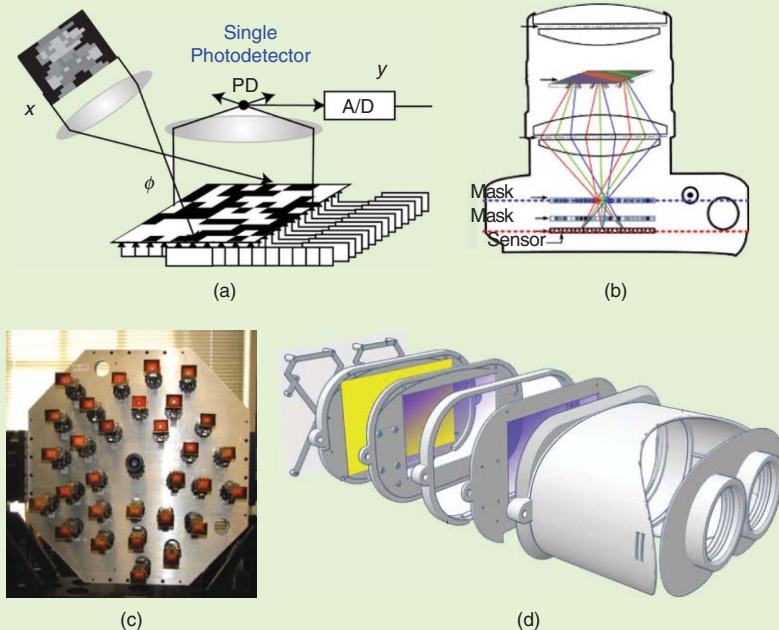 Single
Photodetector
PD
y
x
A/D
ϕ
(a)
Mask
Mask
Sensor
(b)
(c)
(d)